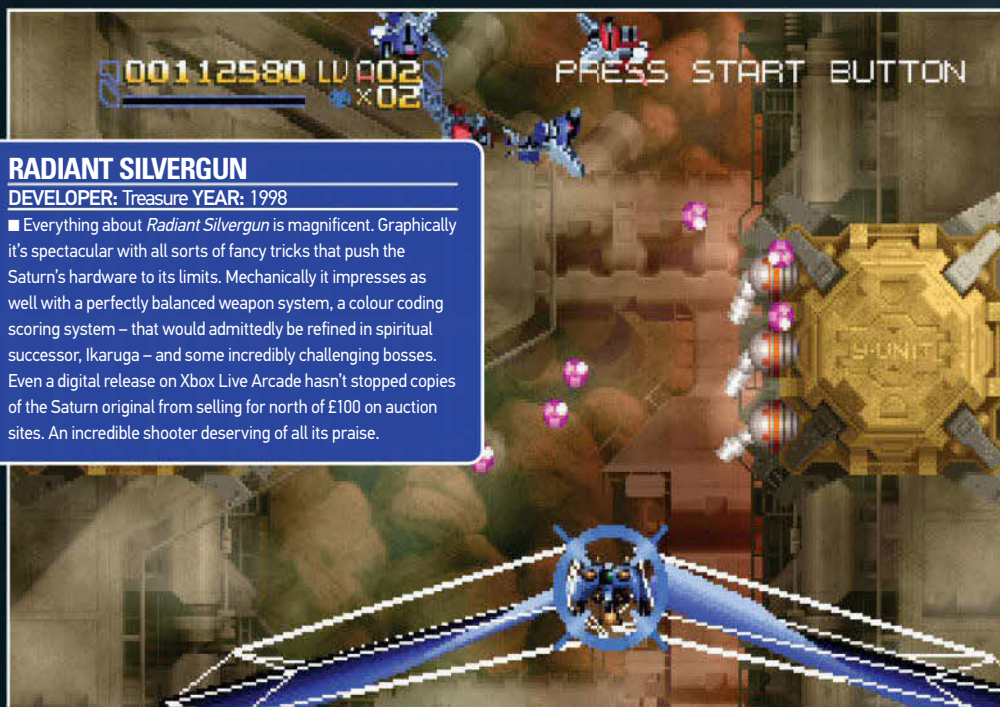 00112580 LV A02
×02
PRESS START BUTTON
RADIANT SILVERGUN
DEVELOPER: Treasure YEAR: 1998
■ Everything about Radiant Silvergun is magnificent. Graphically
it's spectacular with all sorts of fancy tricks that push the
Saturn's hardware to its limits. Mechanically it impresses as
well with a perfectly balanced weapon system, a colour coding
scoring system – that would admittedly be refined in spiritual
successor, Ikaruga – and some incredibly challenging bosses.
Even a digital release on Xbox Live Arcade hasn't stopped copies
of the Saturn original from selling for north of £100 on auction
sites. An incredible shooter deserving of all its praise.
9-UNIT